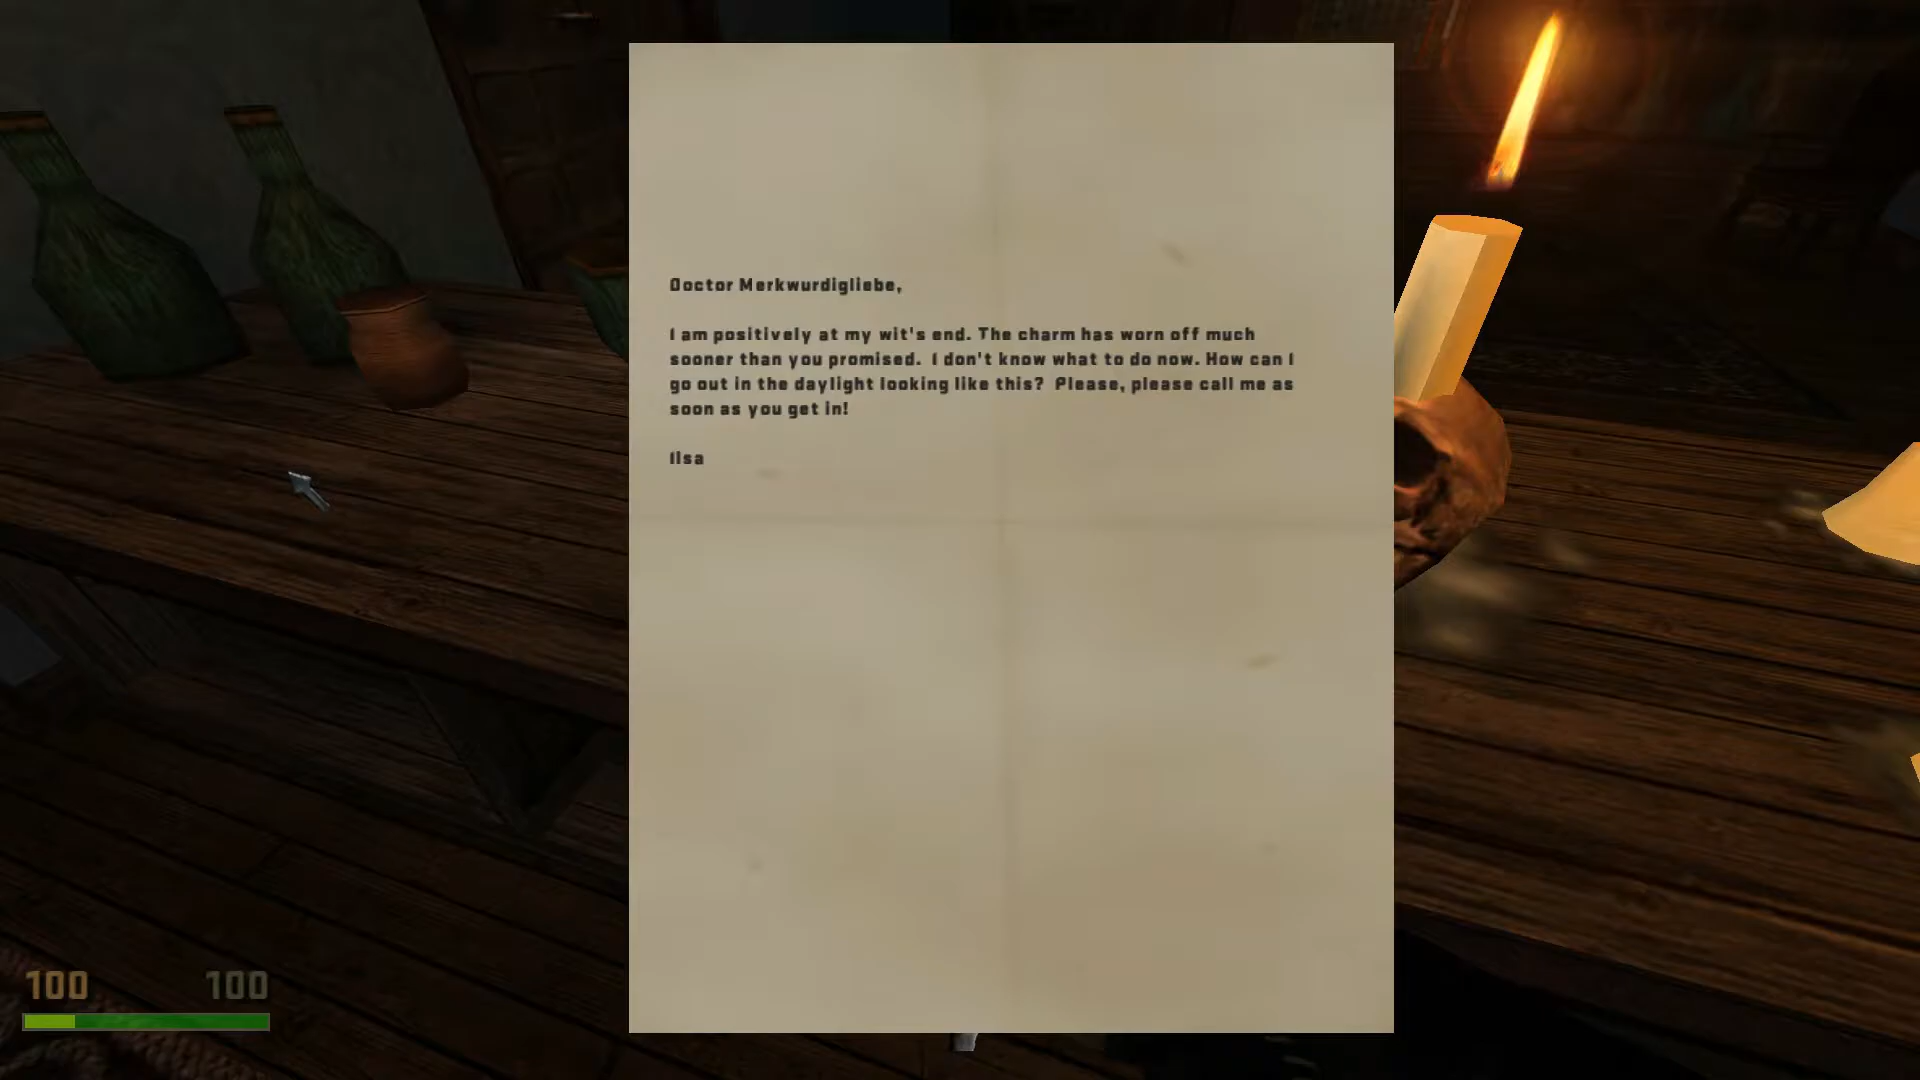 Doctor Merkwurdigliebe,
I am positively at my wit's end. The charm has worn off much
sooner than you promised.  I don't know what to do now. How can I
go out in the daylight looking like this?  Please, please call me as
soon as you get in!
Ilsa
100 100